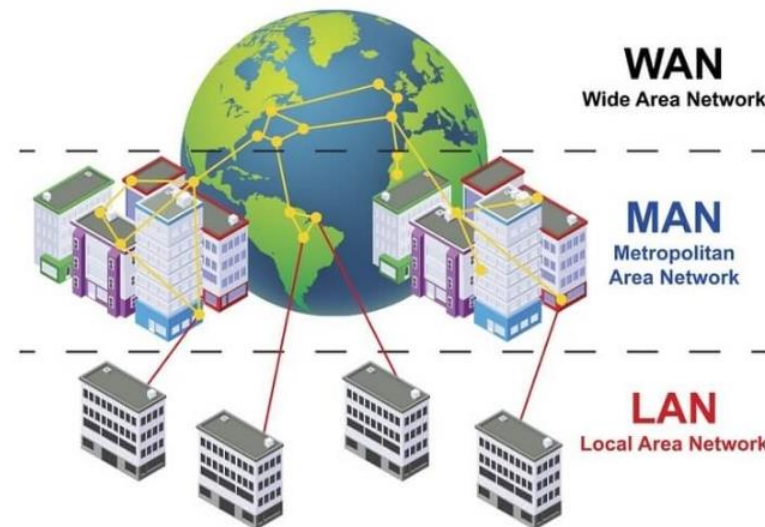 WAN
Wide Area Network
MAN
Metropolitan
Area Network
LAN
Local Area Network